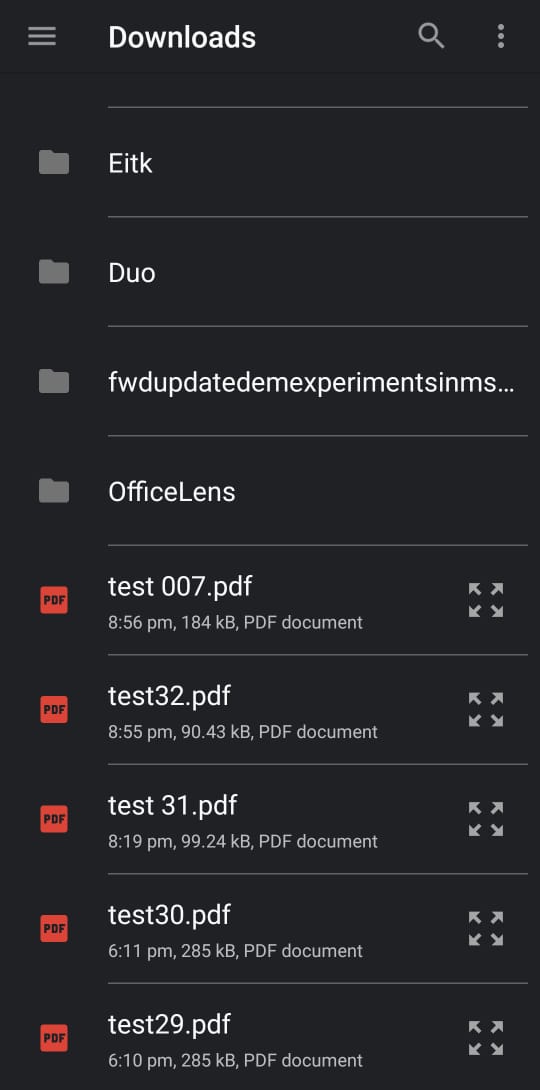 Downloads
Eitk
Duo
fwdupdatedemexperimentsinms...
OfficeLens
PDF
test 007.pdf
8:56 pm, 184 kB, PDF document
PDF
test32.pdf
8:55 pm, 90.43 kB, PDF document
PDF
test 31.pdf
8:19 pm, 99.24 kB, PDF document
PDF
test30.pdf
6:11 pm, 285 kB, PDF document
PDF
test29.pdf
6:10 pm, 285 kB, PDF document